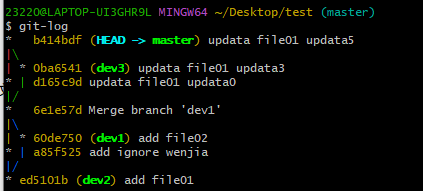 23220@LAPTOP-UI3GHR9L MINGW64 ~/Desktop/test (master)
$ git-log
*   b414bdf (HEAD -> master) updata file01 updata5
|\
| * 0ba6541 (dev3) updata file01 updata3
* | d165c9d updata file01 updata0
|/
*   6e1e57d Merge branch 'dev1'
|\
| * 60de750 (dev1) add file02
* | a85f525 add ignore wenjia
|/
* ed5101b (dev2) add file01